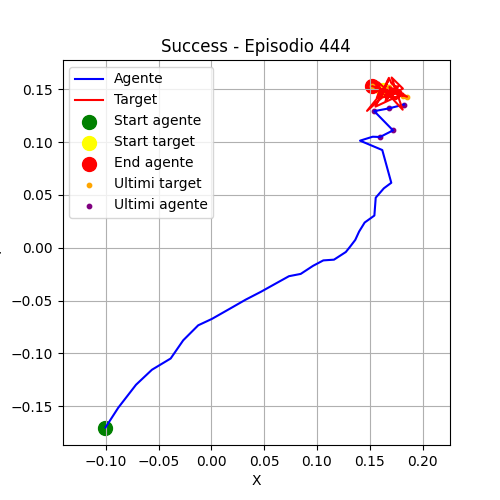 Success - Episodio 444
Agente
Target
Start agente
Start target
End agente
Ultimi target
Ultimi agente
0.15
0.10
0.05
0.00
−0.05
−0.10
−0.15
−0.10
−0.05
0.00
0.05
0.10
0.15
0.20
X